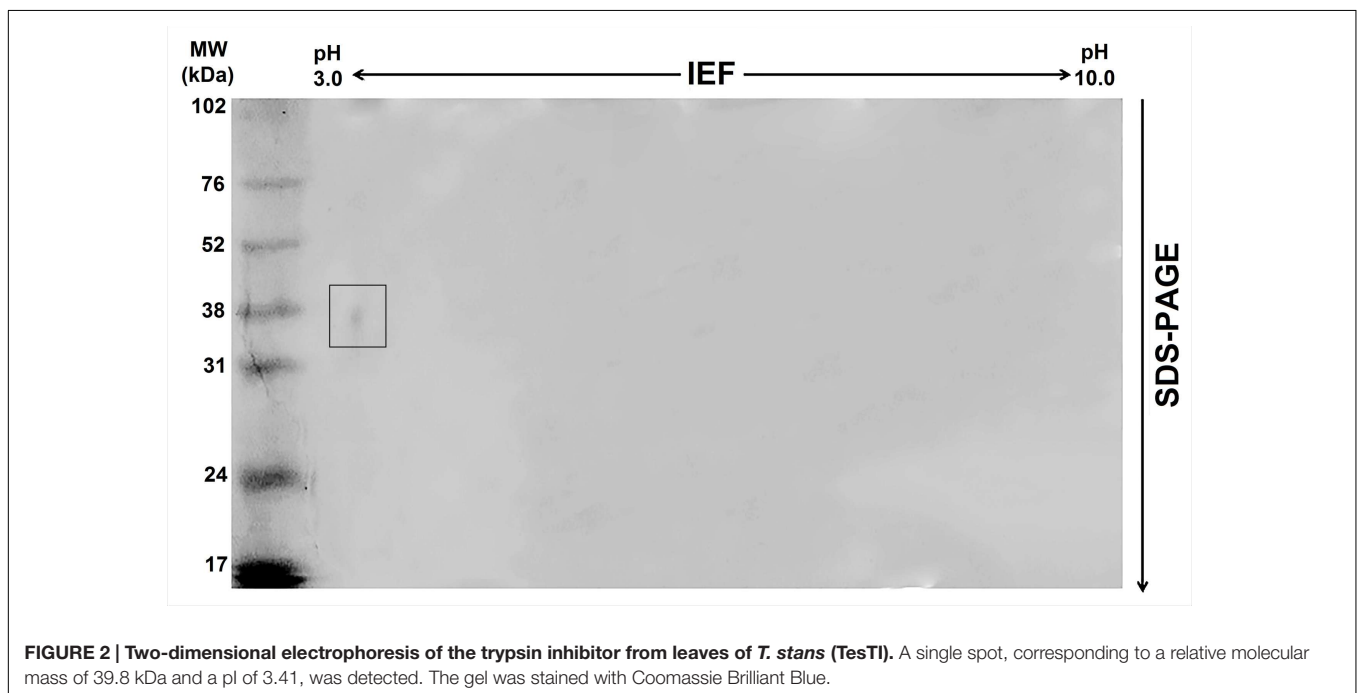 MW
(kDa)
pH
3.0
IEF
pH
10.0
102
76
52
38
31
24
17
SDS-PAGE
FIGURE 2 | Two-dimensional electrophoresis of the trypsin inhibitor from leaves of T. stans (TesTI). A single spot, corresponding to a relative molecular
mass of 39.8 kDa and a pI of 3.41, was detected. The gel was stained with Coomassie Brilliant Blue.